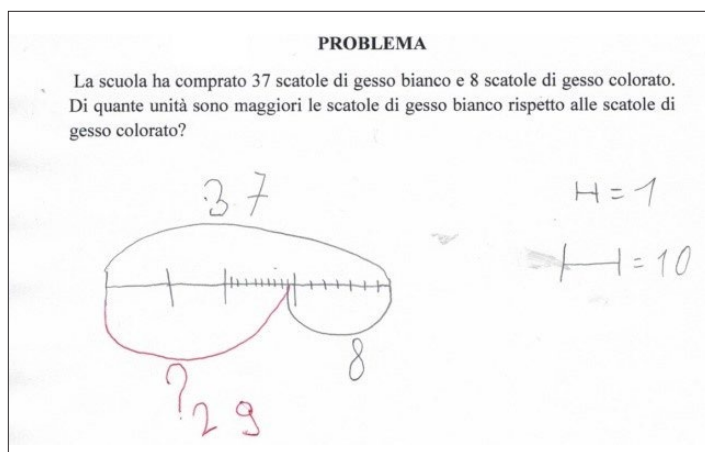 PROBLEMA
La scuola ha comprato 37 scatole di gesso bianco e 8 scatole di gesso colorato.
Di quante unità sono maggiori le scatole di gesso bianco rispetto alle scatole di
gesso colorato?
37
H = 1
H = 10
8
?
29